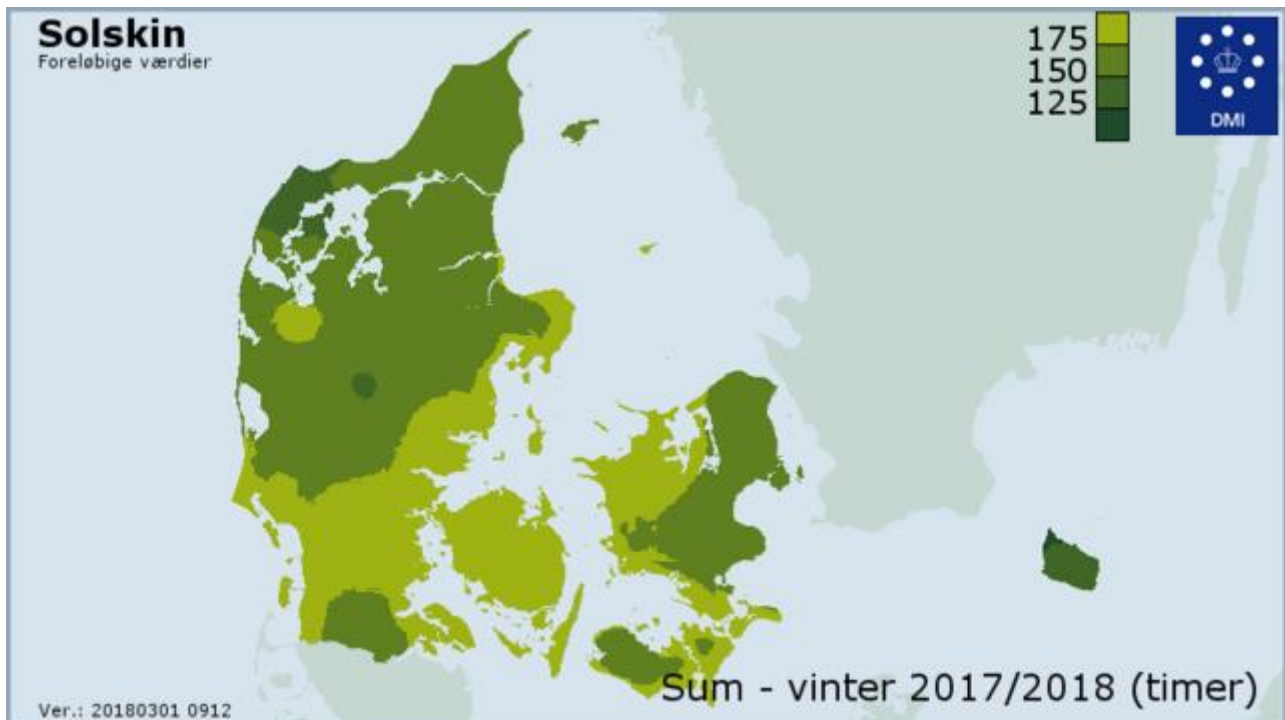 Solskin
Foreløbige værdier
175
150
125
DMI
Sum - vinter 2017/2018 (timer)
Ver.: 20180301 0912